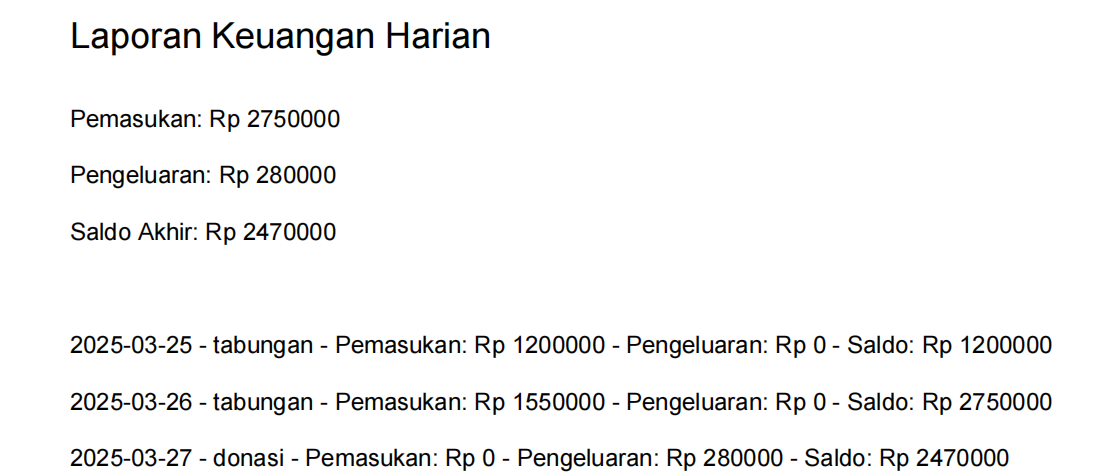 Laporan Keuangan Harian
Pemasukan: Rp 2750000
Pengeluaran: Rp 280000
Saldo Akhir: Rp 2470000
2025-03-25 - tabungan - Pemasukan: Rp 1200000 - Pengeluaran: Rp 0 - Saldo: Rp 1200000
2025-03-26 - tabungan - Pemasukan: Rp 1550000 - Pengeluaran: Rp 0 - Saldo: Rp 2750000
2025-03-27 - donasi - Pemasukan: Rp 0 - Pengeluaran: Rp 280000 - Saldo: Rp 2470000